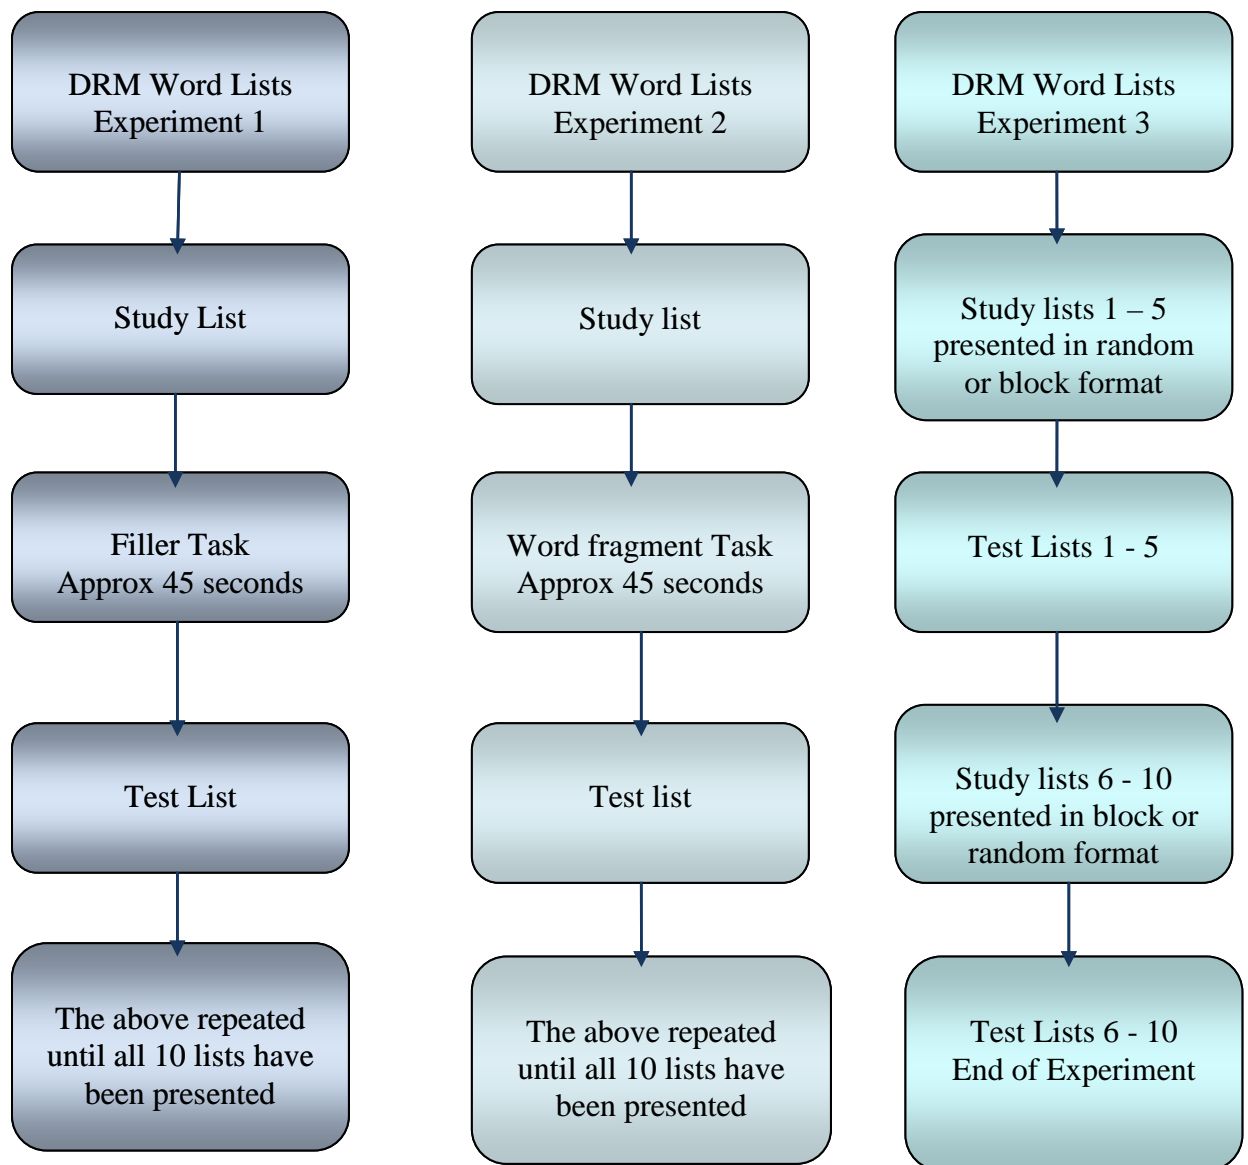 DRM Word Lists
Experiment 1
Study List
Filler Task
Approx 45 seconds
Test List
The above repeated
until all 10 lists have
been presented
DRM Word Lists
Experiment 2
Study list
Word fragment Task
Approx 45 seconds
Test list
The above repeated
until all 10 lists have
been presented
DRM Word Lists
Experiment 3
Study lists 1 – 5
presented in random
or block format
Test Lists 1 - 5
Study lists 6 - 10
presented in block or
random format
Test Lists 6 - 10
End of Experiment